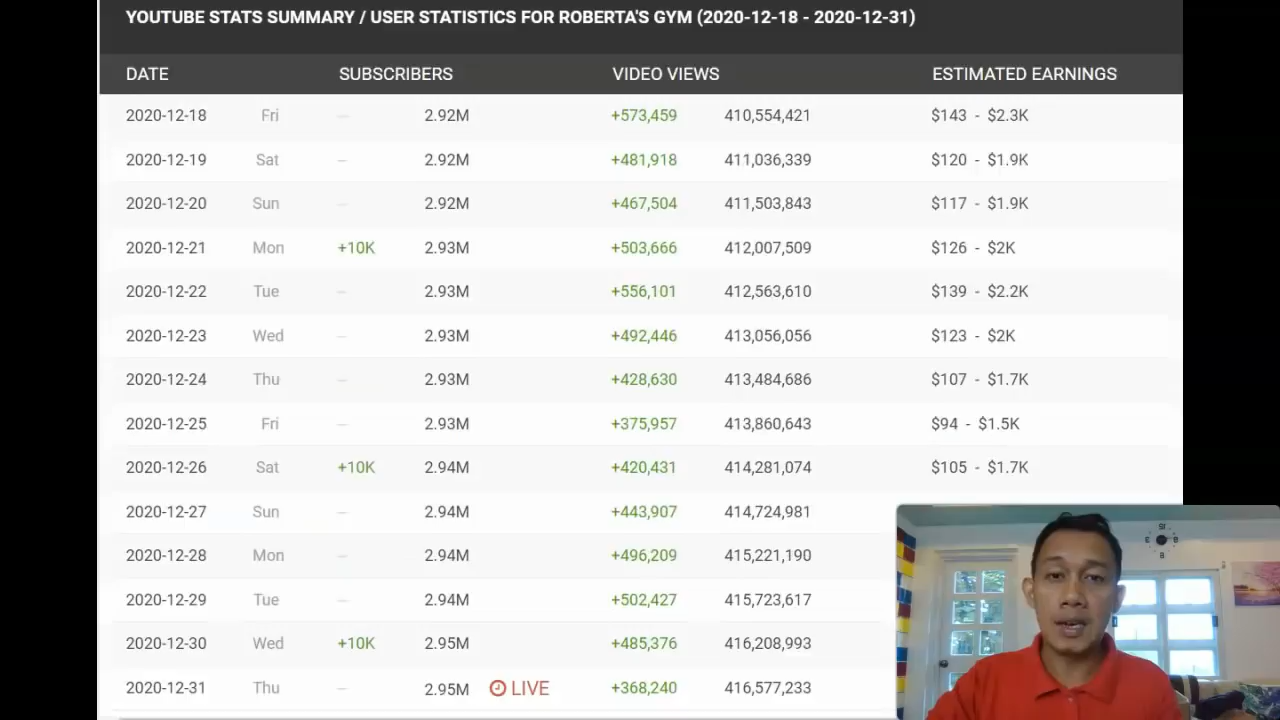 YOUTUBE STATS SUMMARY / USER STATISTICS FOR ROBERTA'S GYM (2020-12-18 - 2020-12-31)
DATE SUBSCRIBERS VIDEO VIEWS ESTIMATED EARNINGS
2020-12-18 Fri -- 2.92M +573,459 410,554,421 $143 - $2.3K
2020-12-19 Sat -- 2.92M +481,918 411,036,339 $120 - $1.9K
2020-12-20 Sun -- 2.92M +467,504 411,503,843 $117 - $1.9K
2020-12-21 Mon +10K 2.93M +503,666 412,007,509 $126 - $2K
2020-12-22 Tue -- 2.93M +556,101 412,563,610 $139 - $2.2K
2020-12-23 Wed -- 2.93M +492,446 413,056,056 $123 - $2K
2020-12-24 Thu -- 2.93M +428,630 413,484,686 $107 - $1.7K
2020-12-25 Fri -- 2.93M +375,957 413,860,643 $94 - $1.5K
2020-12-26 Sat +10K 2.94M +420,431 414,281,074 $105 - $1.7K
2020-12-27 Sun -- 2.94M +443,907 414,724,981
2020-12-28 Mon -- 2.94M +496,209 415,221,190
2020-12-29 Tue -- 2.94M +502,427 415,723,617
2020-12-30 Wed +10K 2.95M +485,376 416,208,993
2020-12-31 Thu -- 2.95M LIVE +368,240 416,577,233